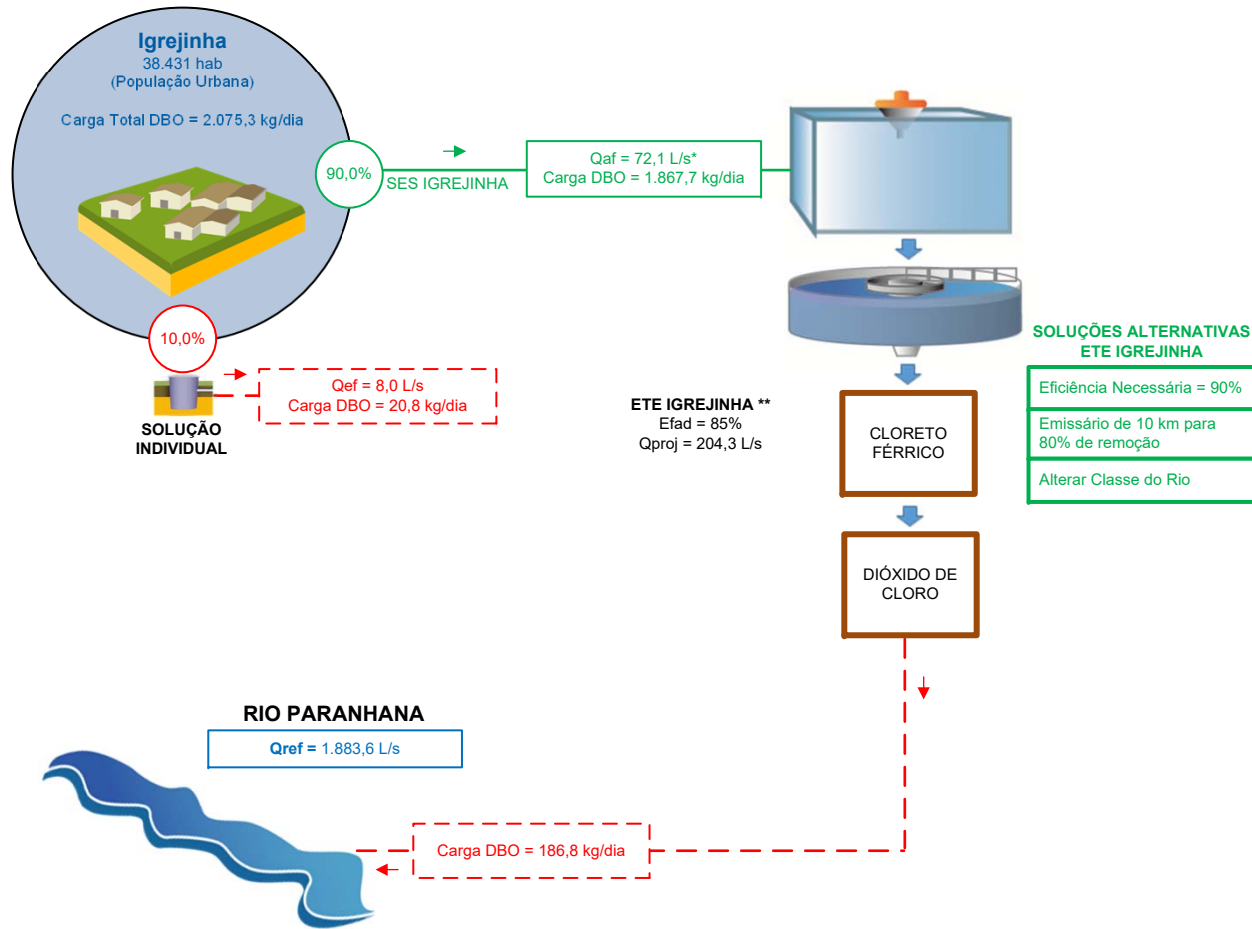 Igrejinha
38.431 hab
(População Urbana)
Carga Total DBO = 2.075,3 kg/dia
90,0%
SES IGREJINHA
Qaf = 72,1 L/s*
Carga DBO = 1.867,7 kg/dia
10,0%
SOLUÇÃO
INDIVIDUAL
Qef = 8,0 L/s
Carga DBO = 20,8 kg/dia
ETE IGREJINHA **
Efad = 85%
Qproj = 204,3 L/s
CLORETO
FÉRRICO
DIÓXIDO DE
CLORO
SOLUÇÕES ALTERNATIVAS
ETE IGREJINHA
Eficiência Necessária = 90%
Emissário de 10 km para
80% de remoção
Alterar Classe do Rio
RIO PARANHANA
Qref = 1.883,6 L/s
Carga DBO = 186,8 kg/dia